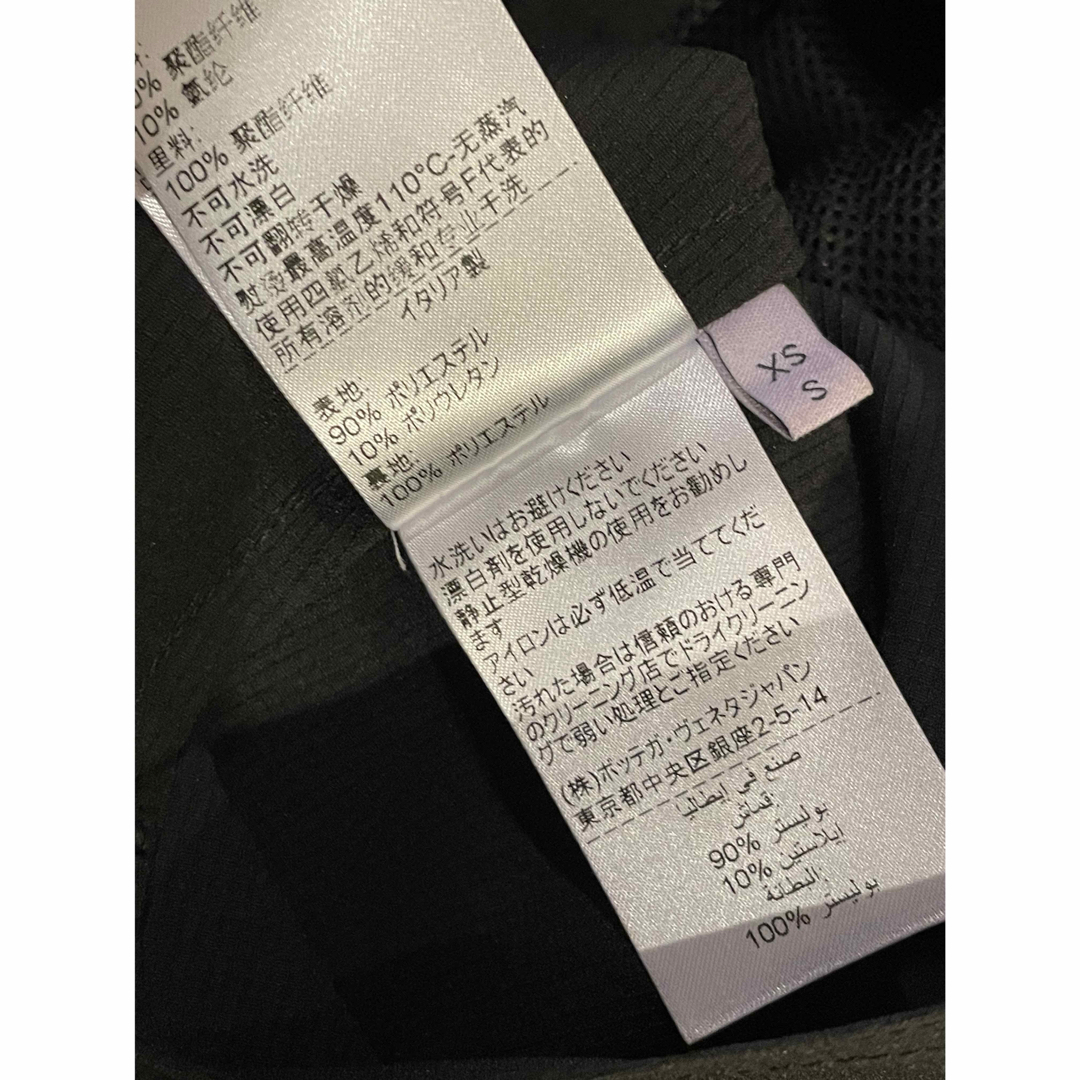 0% 聚酯纤维
10% 氨纶
里料:
100% 聚酯纤维
不可水洗
不可漂白
不可翻转干燥
熨烫最高温度110°C-无蒸汽
使用四氯乙烯和符号F代表的
所有溶剂的缓和专业干洗
イタリア製
表地:
90% ポリエステル
10% ポリウレタン
裏地:
100% ポリエステル
XS
S
水洗いはお避けください
漂白剤を使用しないでください
静止型乾燥機の使用をお勧めし
ます
アイロンは必ず低温で当ててくだ
さい
汚れた場合は信頼のおける専門
のクリーニング店でドライクリーニン
グで弱い処理とご指定ください
(株)ボッテガ・ヴェネタジャパン
東京都中央区銀座2-5-14
صنع في ايطاليا
قماش
90% بوليستر
10% إيلاستين
البطانة
100% بوليستر